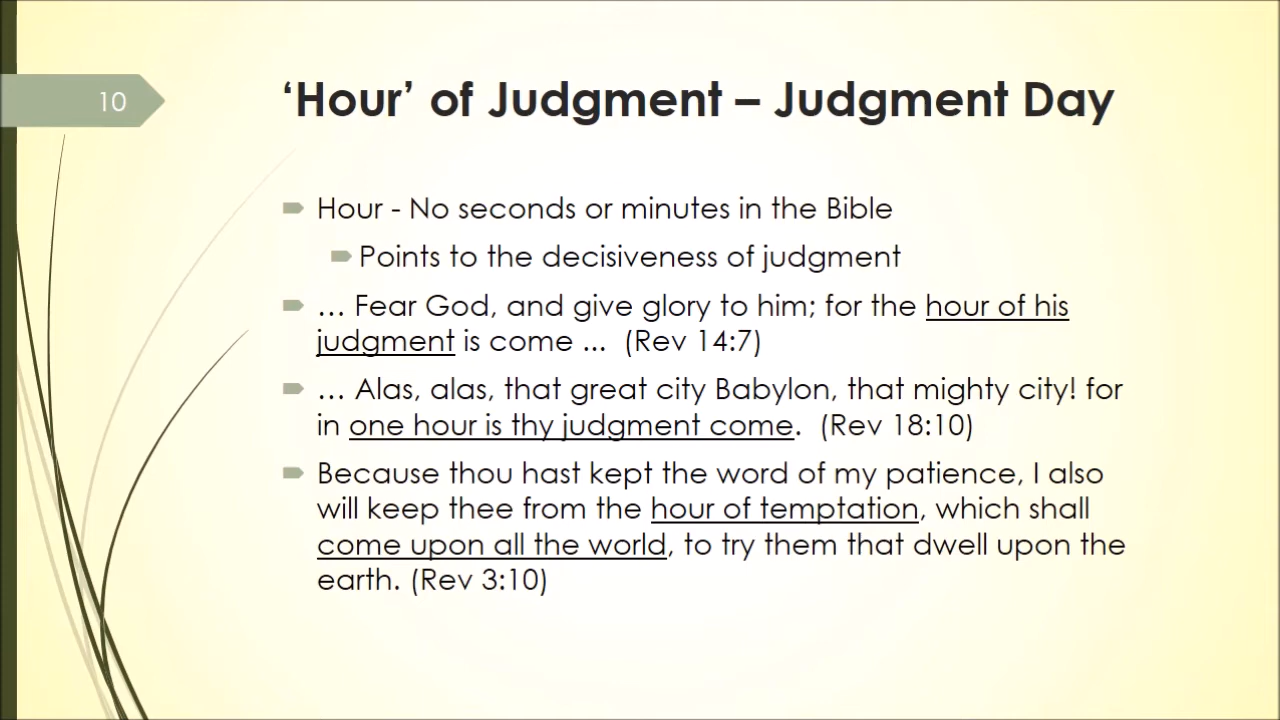 10
‘Hour’ of Judgment – Judgment Day
Hour - No seconds or minutes in the Bible
Points to the decisiveness of judgment
… Fear God, and give glory to him; for the hour of his
judgment is come ... (Rev 14:7)
… Alas, alas, that great city Babylon, that mighty city! for
in one hour is thy judgment come. (Rev 18:10)
Because thou hast kept the word of my patience, I also
will keep thee from the hour of temptation, which shall
come upon all the world, to try them that dwell upon the
earth. (Rev 3:10)